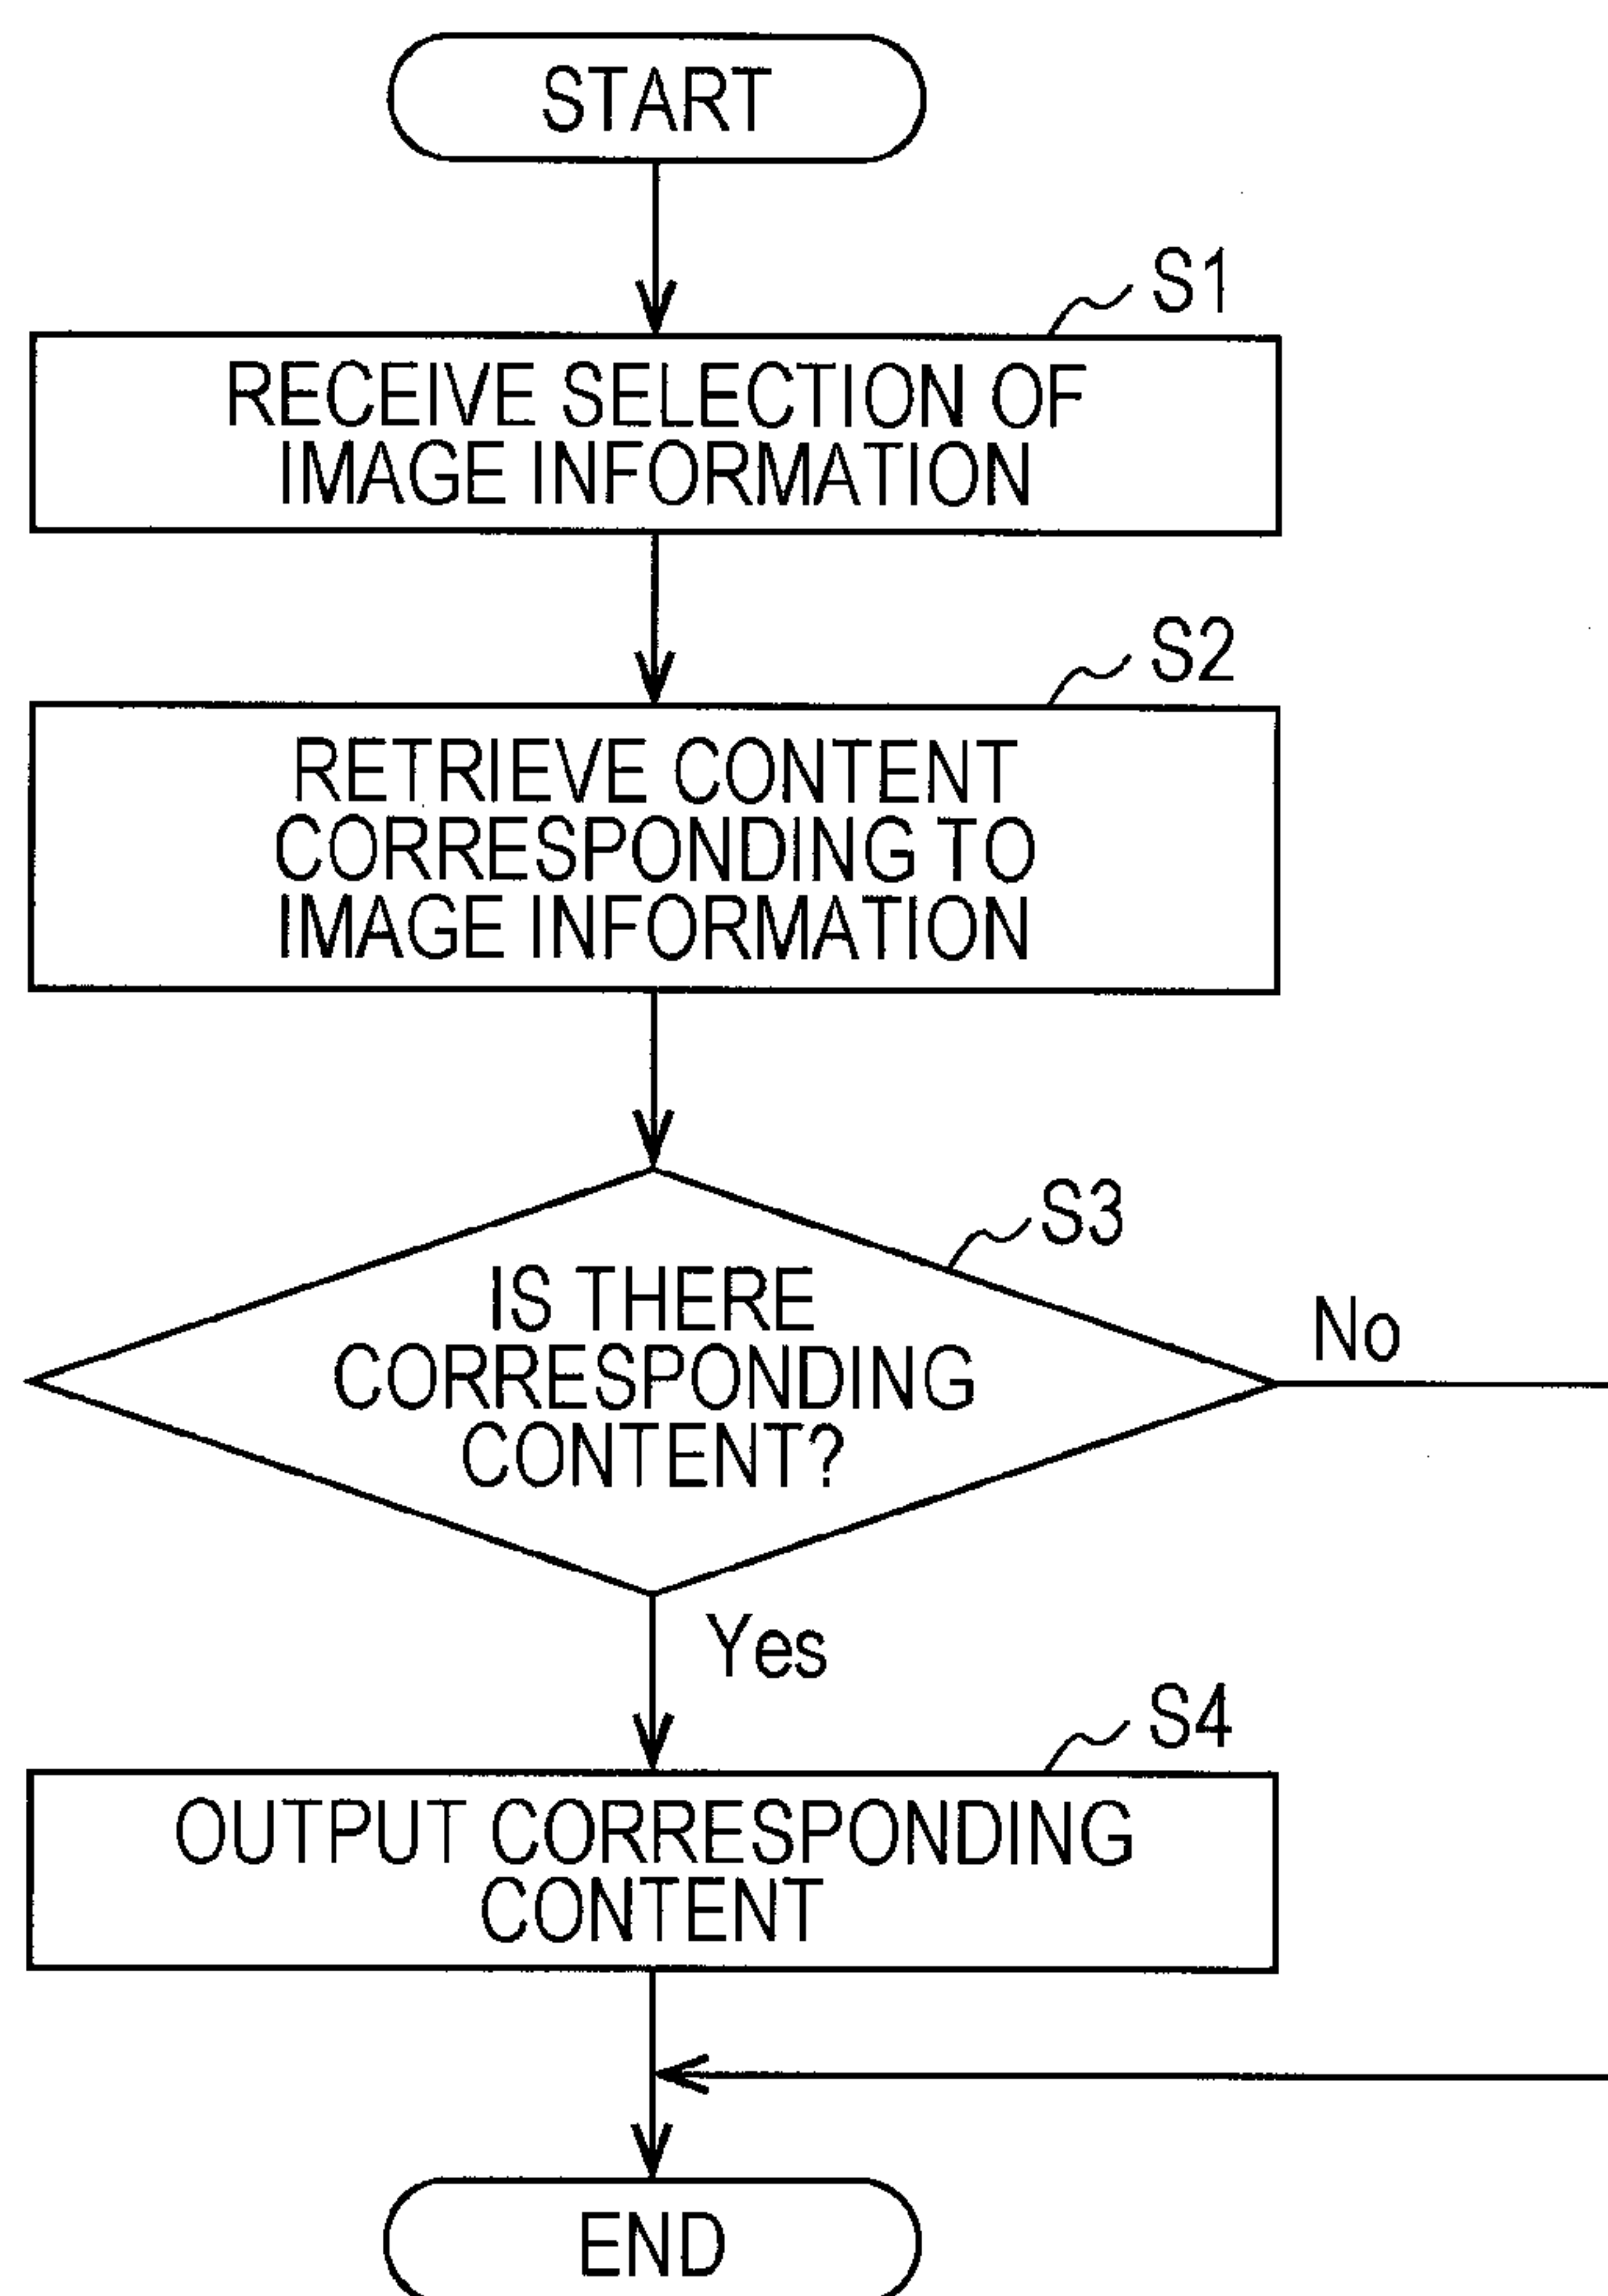 START
S1
RECEIVE SELECTION OF
IMAGE INFORMATION
S2
RETRIEVE CONTENT
CORRESPONDING TO
IMAGE INFORMATION
S3
IS THERE
CORRESPONDING
CONTENT?
No
Yes
S4
OUTPUT CORRESPONDING
CONTENT
END